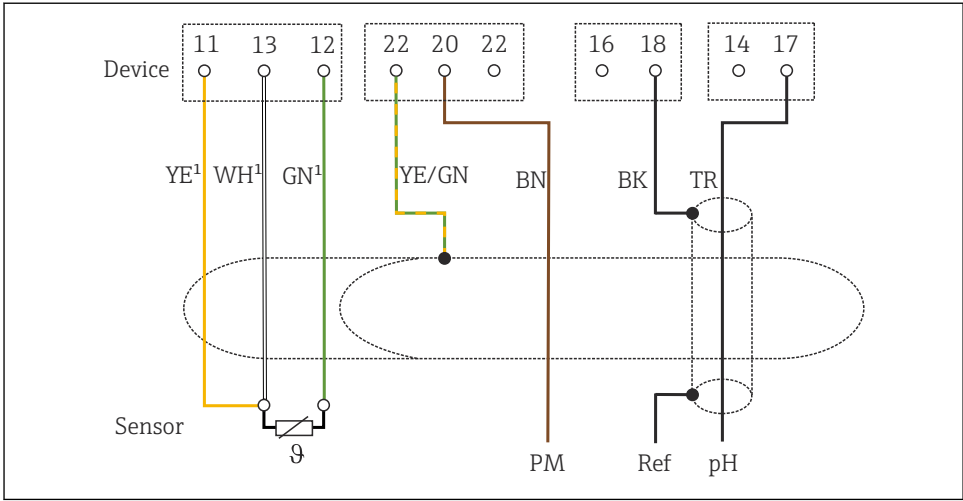 11 13 12 22 20 22 16 18 14 17
Device
YE¹ WH¹ GN¹ YE/GN BN BK TR
Sensor
ϑ PM Ref pH